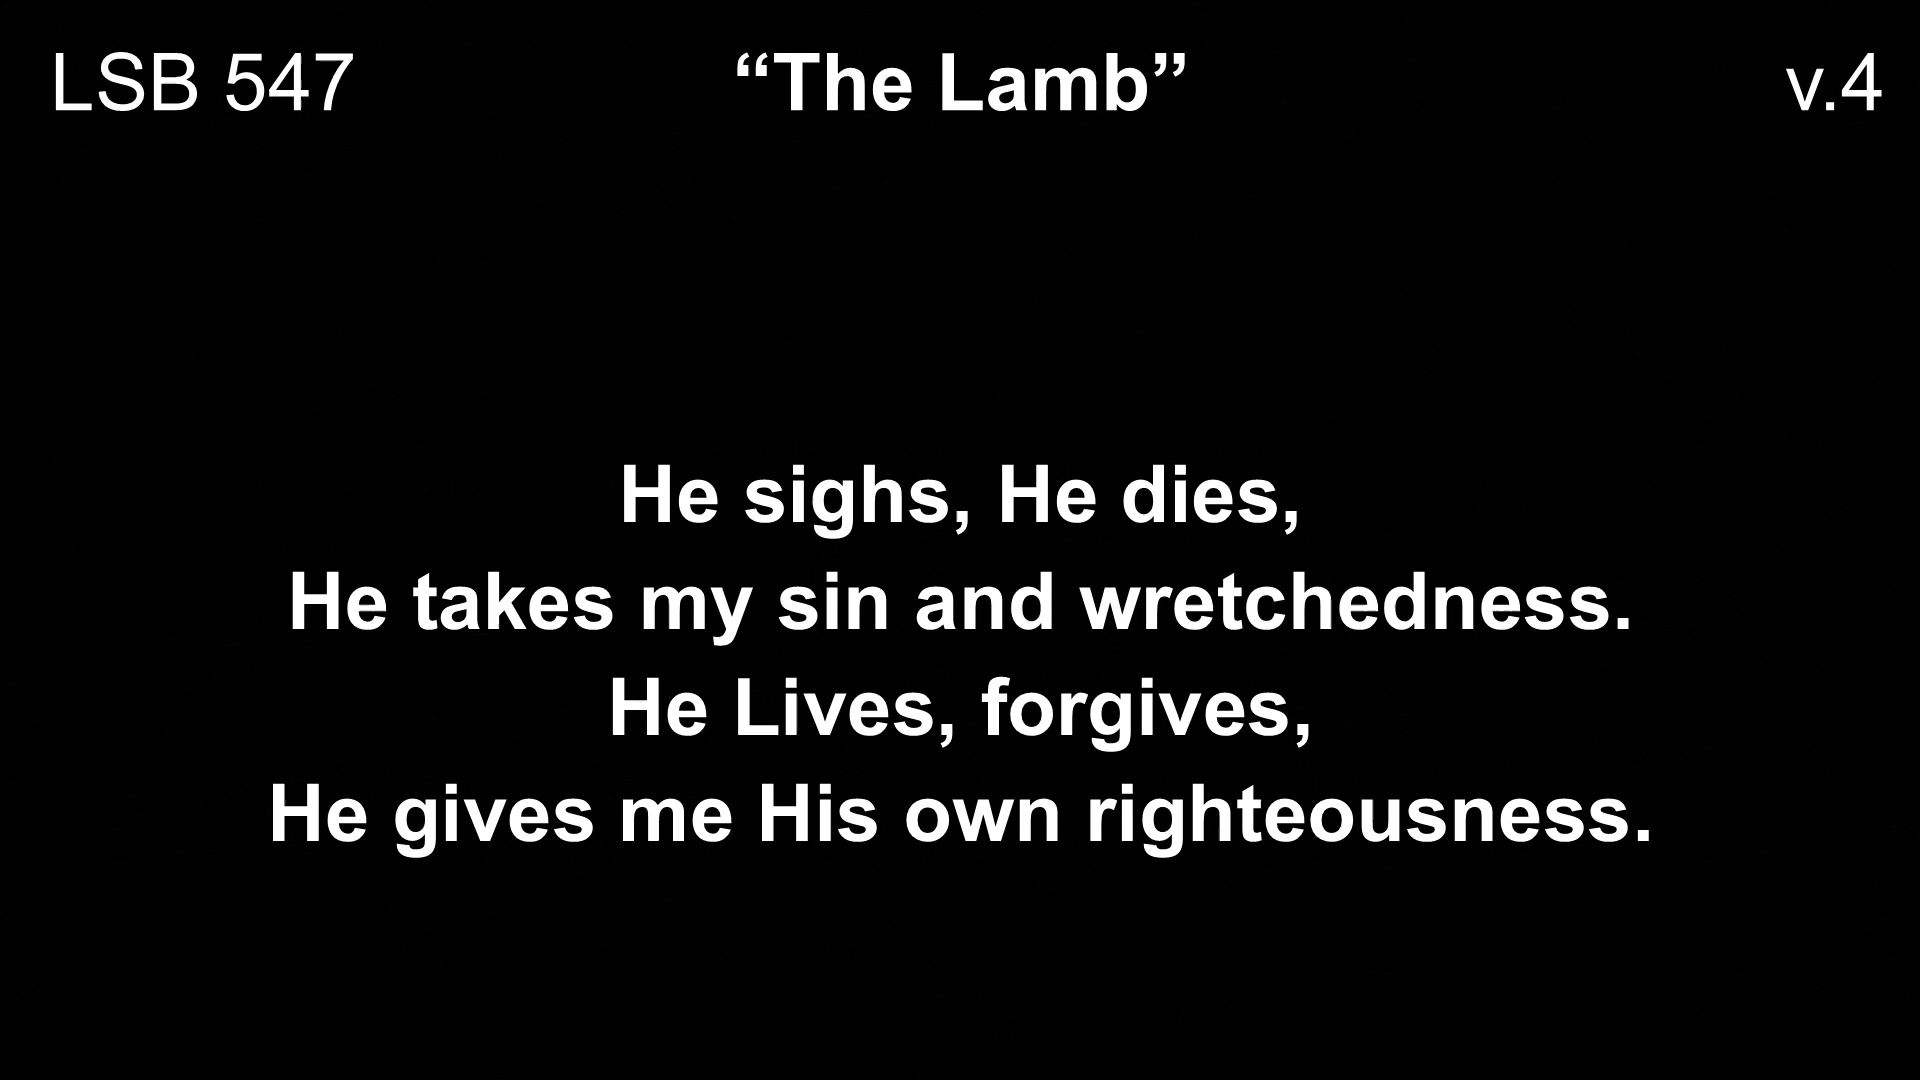 LSB 547 “The Lamb” v.4
He sighs, He dies,
He takes my sin and wretchedness.
He Lives, forgives,
He gives me His own righteousness.